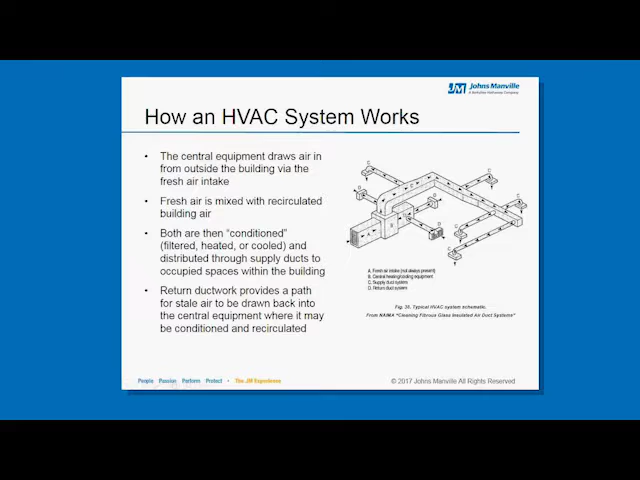 JM Johns Manville
A Berkshire Hathaway Company
How an HVAC System Works
• The central equipment draws air in
from outside the building via the
fresh air intake
• Fresh air is mixed with recirculated
building air
• Both are then “conditioned”
(filtered, heated, or cooled) and
distributed through supply ducts to
occupied spaces within the building
• Return ductwork provides a path
for stale air to be drawn back into
the central equipment where it may
be conditioned and recirculated
A. Fresh air intake (not always present)
B. Central heating/cooling equipment
C. Supply duct system
D. Return duct system
Typical HVAC system schematic.
From NAIMA “Cleaning Fibrous Glass Insulated Air Duct Systems”
People Passion Perform Protect • The JM Experience
© 2017 Johns Manville All Rights Reserved